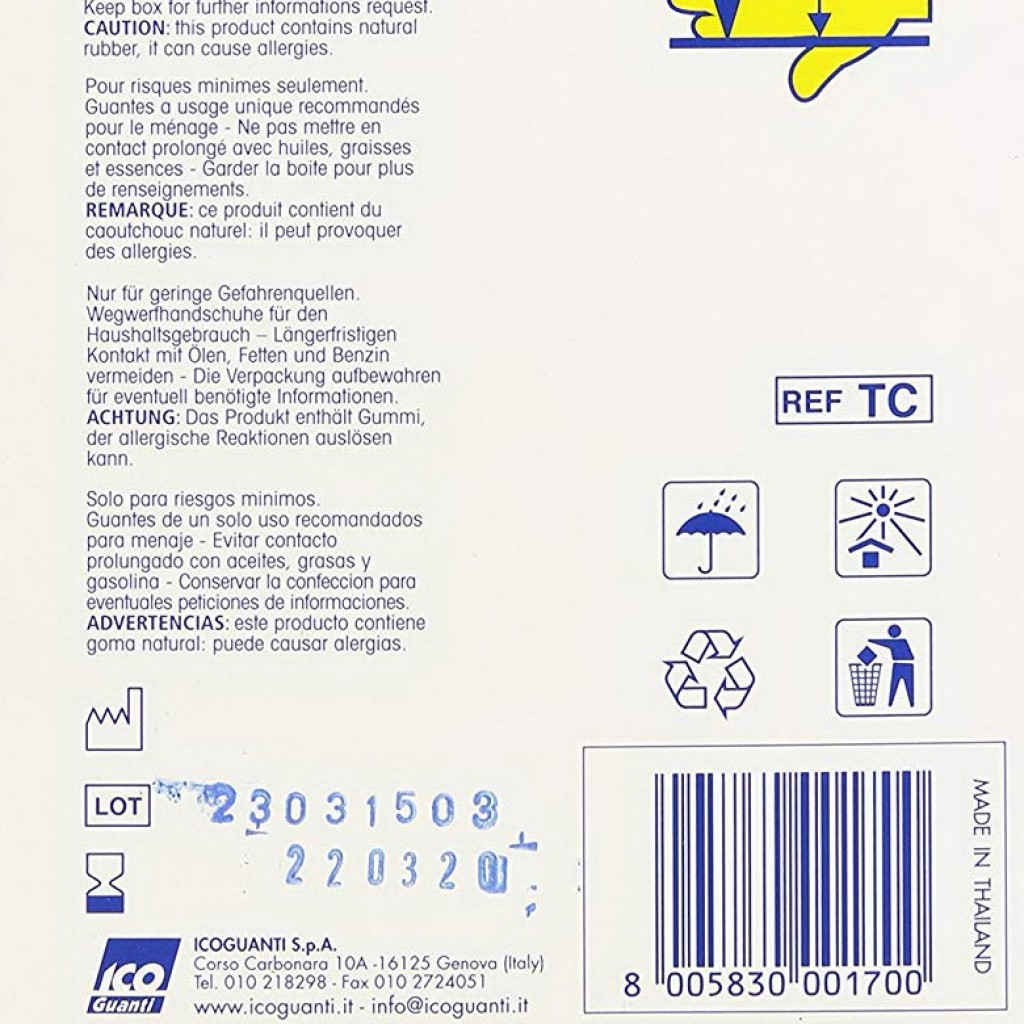 Keep box for further informations request.
CAUTION: this product contains natural
rubber, it can cause allergies.
Pour risques minimes seulement.
Guantes a usage unique recommandés
pour le ménage - Ne pas mettre en
contact prolongé avec huiles, graisses
et essences - Garder la boite pour plus
de renseignements.
REMARQUE: ce produit contient du
caoutchouc naturel: il peut provoquer
des allergies.
Nur für geringe Gefahrenquellen.
Wegwerfhandschuhe für den
Haushaltsgebrauch – Längerfristigen
Kontakt mit Ölen, Fetten und Benzin
vermeiden - Die Verpackung aufbewahren
für eventuell benötigte Informationen.
ACHTUNG: Das Produkt enthält Gummi,
der allergische Reaktionen auslösen
kann.
Solo para riesgos minimos.
Guantes de un solo uso recomandados
para menaje - Evitar contacto
prolungado con aceites, grasas y
gasolina - Conservar la confeccion para
eventuales peticiones de informaciones.
ADVERTENCIAS: este producto contiene
goma natural: puede causar alergias.
REF TC
LOT 23031503
ICOGUANTI S.p.A.
Corso Carbonara 10A -16125 Genova (Italy)
Tel. 010 218298 - Fax 010 2724051
www.icoguanti.it - info@icoguanti.it
ICO
Guanti
MADE IN THAILAND
8 005830 001700